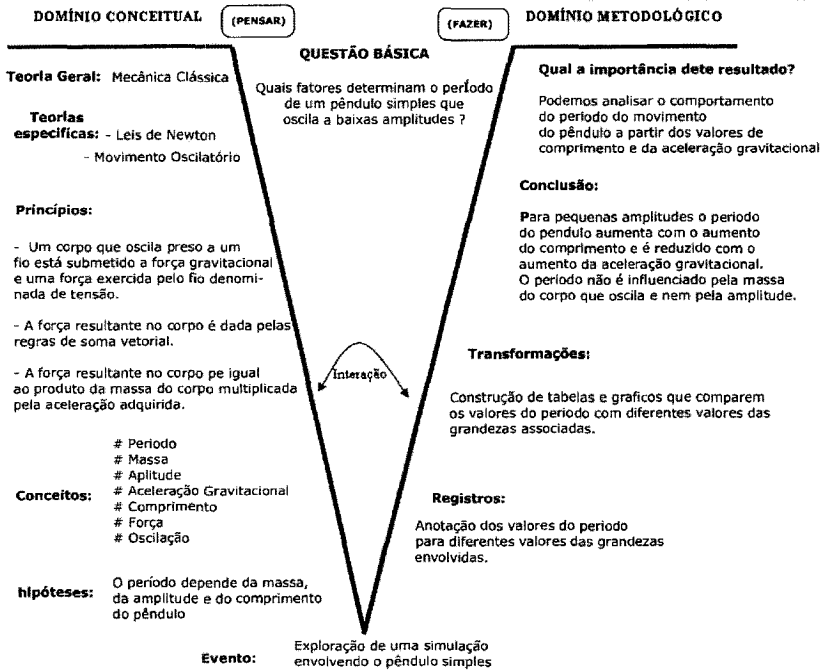 DOMÍNIO CONCEITUAL
(PENSAR)
(FAZER)
DOMÍNIO METODOLÓGICO
QUESTÃO BÁSICA
Quais fatores determinam o período
de um pêndulo simples que
oscila a baixas amplitudes ?
Teoria Geral: Mecânica Clássica
Teorias
específicas: - Leis de Newton
- Movimento Oscilatório
Princípios:
- Um corpo que oscila preso a um
fio está submetido a força gravitacional
e uma força exercida pelo fio denomi-
nada de tensão.
- A força resultante no corpo é dada pelas
regras de soma vetorial.
- A força resultante no corpo pe igual
ao produto da massa do corpo multiplicada
pela aceleração adquirida.
Conceitos:
# Periodo
# Massa
# Aplitude
# Aceleração Gravitacional
# Comprimento
# Força
# Oscilação
hipóteses:
O período depende da massa,
da amplitude e do comprimento
do pêndulo
Interação
Qual a importância dete resultado?
Podemos analisar o comportamento
do periodo do movimento
do pêndulo a partir dos valores de
comprimento e da aceleração gravitacional
Conclusão:
Para pequenas amplitudes o periodo
do pendulo aumenta com o aumento
do comprimento e é reduzido com o
aumento da aceleração gravitacional.
O período não é influenciado pela massa
do corpo que oscila e nem pela amplitude.
Transformações:
Construção de tabelas e graficos que comparem
os valores do periodo com diferentes valores das
grandezas associadas.
Registros:
Anotação dos valores do periodo
para diferentes valores das grandezas
envolvidas.
Evento:
Exploração de uma simulação
envolvendo o pêndulo simples